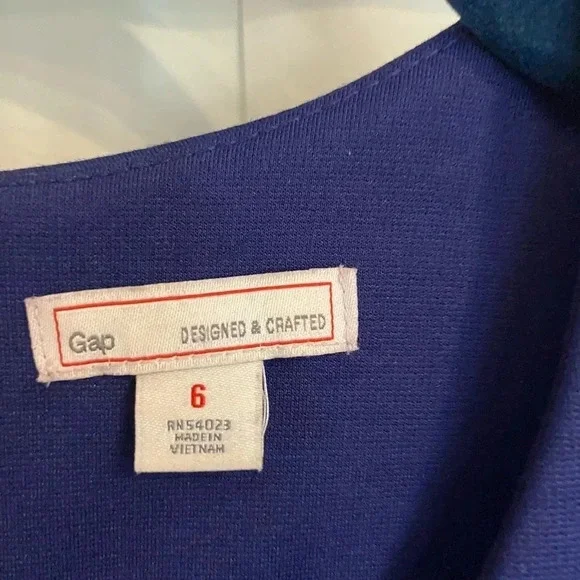 Gap DESIGNED & CRAFTED
6
RN54023
MADE IN
VIETNAM